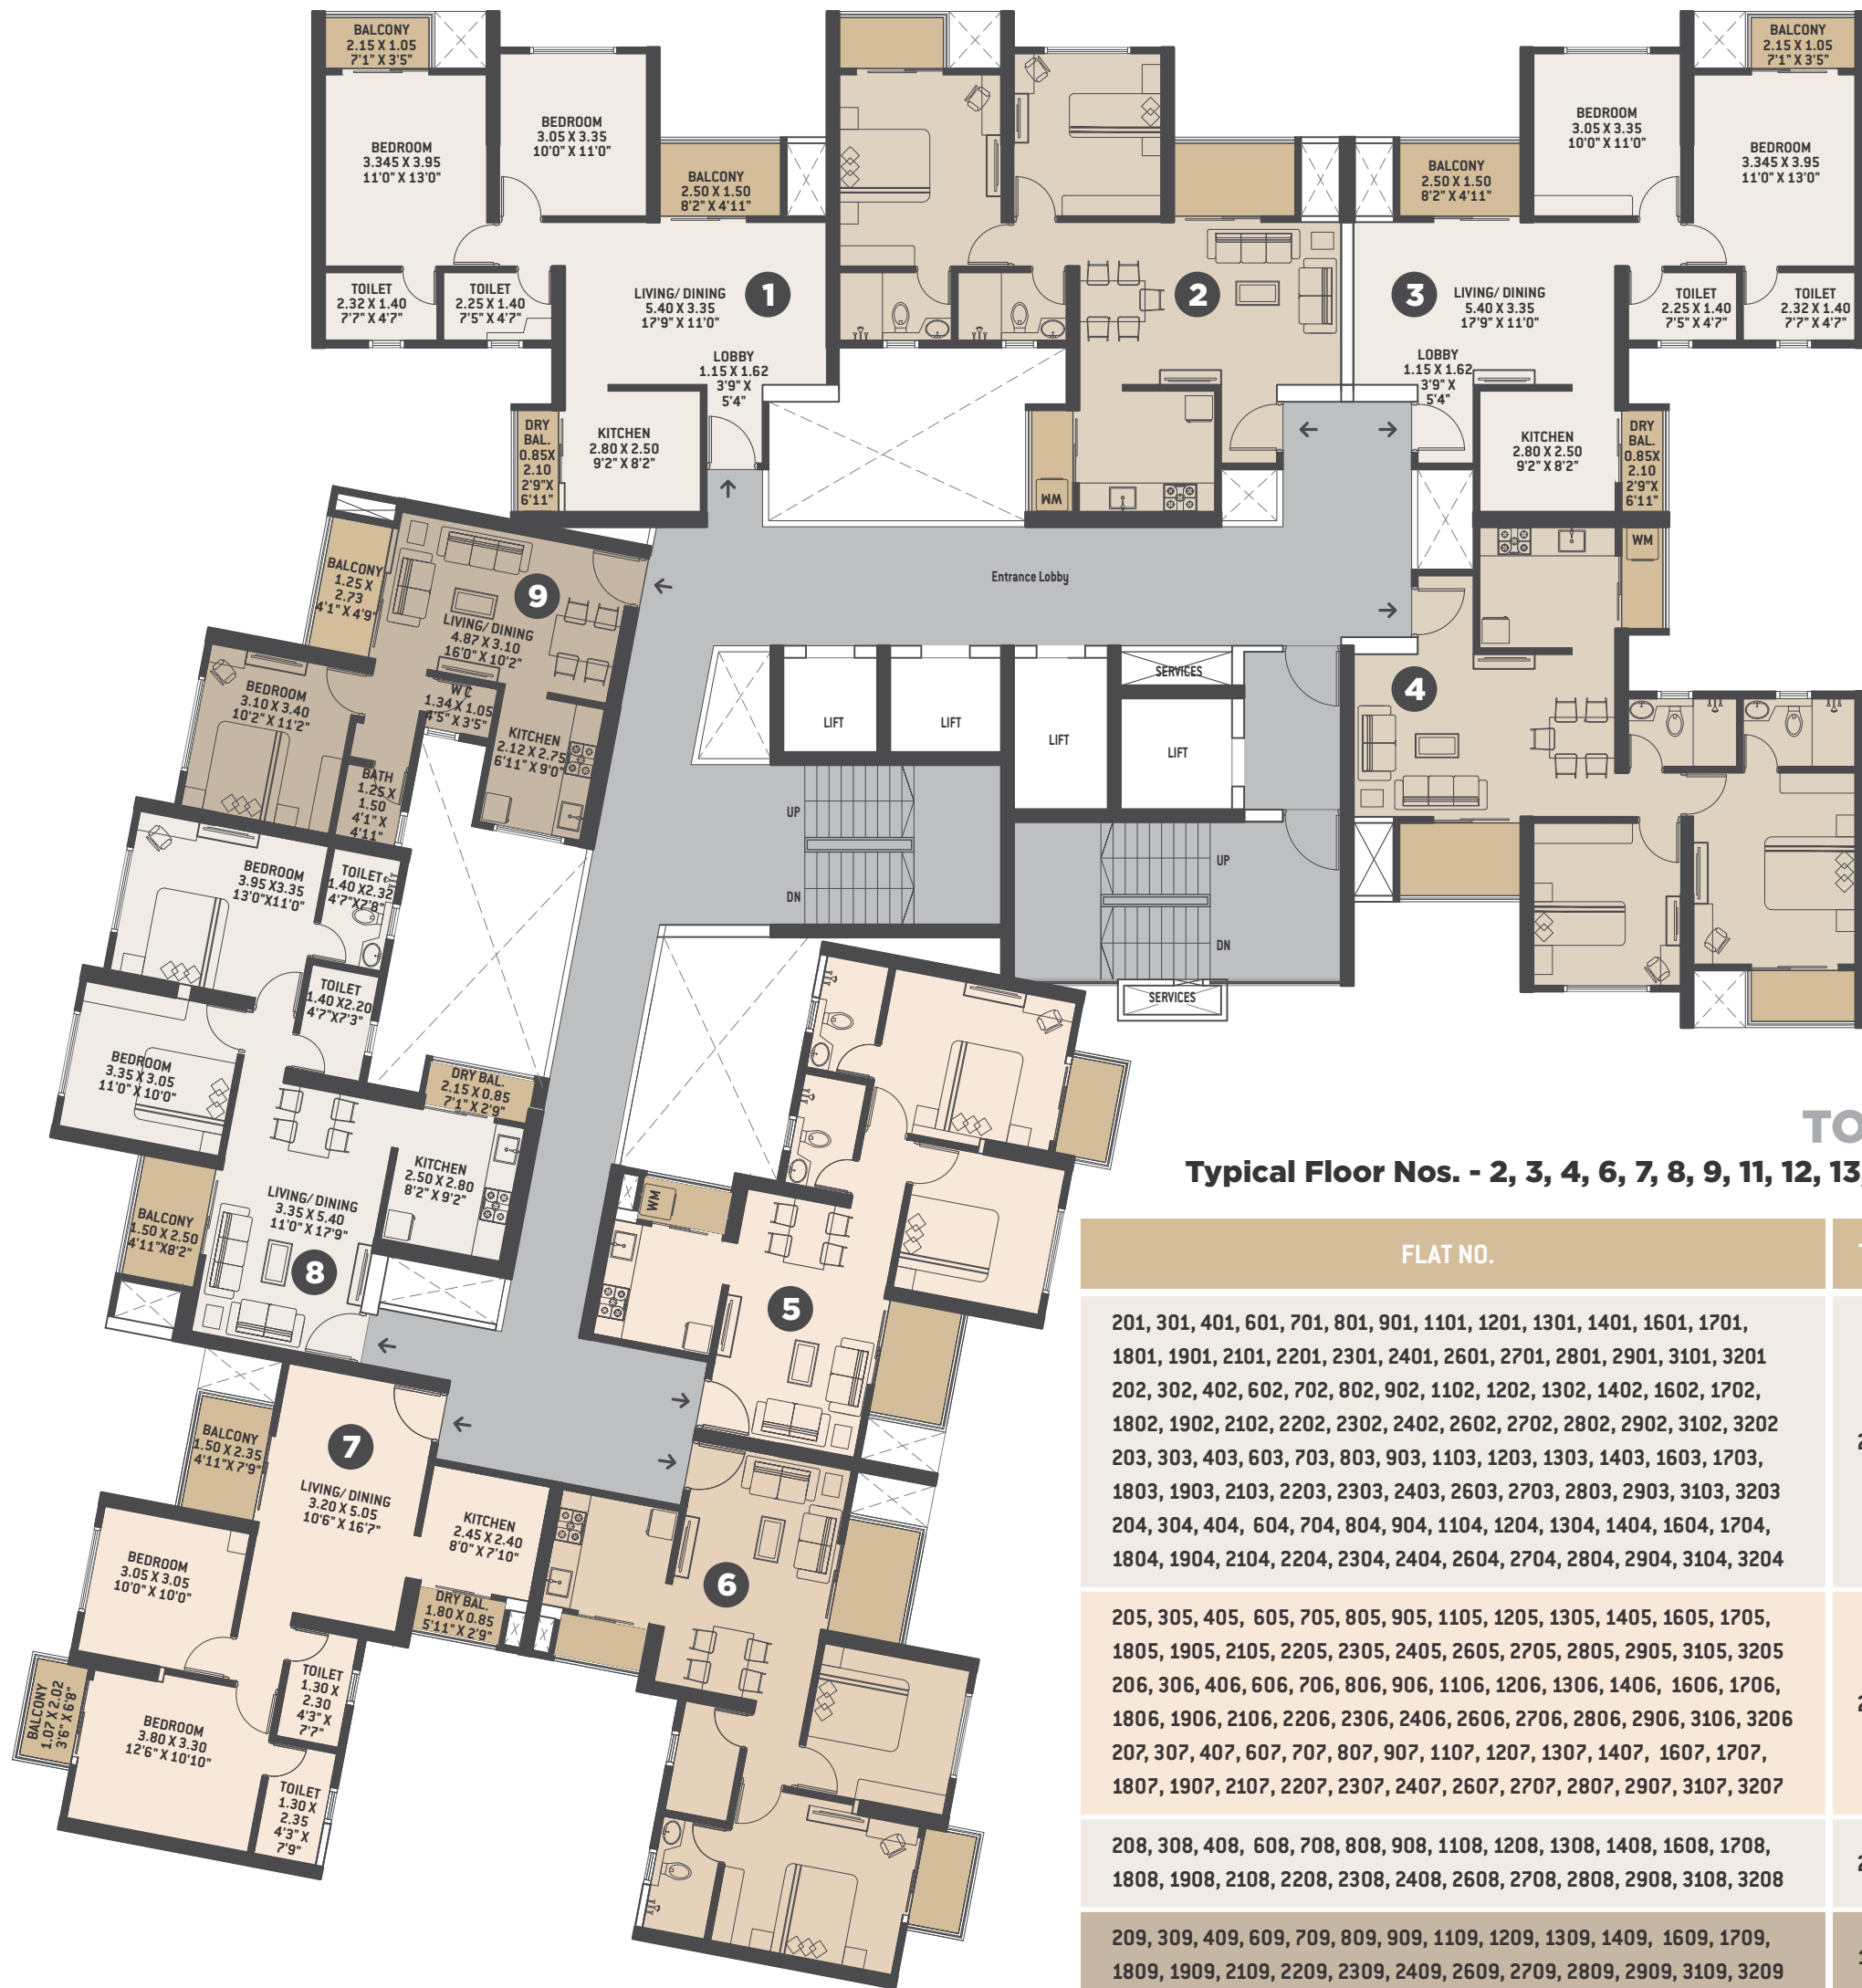 BALCONY
2.15 X 1.05
7'1" X 3'5"
BEDROOM
3.345 X 3.95
11'0" X 13'0"
BEDROOM
3.05 X 3.35
10'0" X 11'0"
BALCONY
2.50 X 1.50
8'2" X 4'11"
TOILET
2.32 X 1.40
7'7" X 4'7"
TOILET
2.25 X 1.40
7'5" X 4'7"
LIVING/ DINING
5.40 X 3.35
17'9" X 11'0"
1
LOBBY
1.15 X 1.62
3'9" X
5'4"
DRY
BAL.
0.85X
2.10
2'9"X
6'11"
KITCHEN
2.80 X 2.50
9'2" X 8'2"
2
WM
BALCONY
2.15 X 1.05
7'1" X 3'5"
BEDROOM
3.05 X 3.35
10'0" X 11'0"
BEDROOM
3.345 X 3.95
11'0" X 13'0"
BALCONY
2.50 X 1.50
8'2" X 4'11"
3
LIVING/ DINING
5.40 X 3.35
17'9" X 11'0"
TOILET
2.25 X 1.40
7'5" X 4'7"
TOILET
2.32 X 1.40
7'7" X 4'7"
LOBBY
1.15 X 1.62
3'9" X
5'4"
KITCHEN
2.80 X 2.50
9'2" X 8'2"
DRY
BAL.
0.85X
2.10
2'9"X
6'11"
WM
4
Entrance Lobby
LIFT
LIFT
LIFT
SERVICES
LIFT
UP
DN
UP
DN
SERVICES
BALCONY
1.25 X
2.73
4'1" X 4'9"
9
LIVING/ DINING
4.87 X 3.10
16'0" X 10'2"
BEDROOM
3.10 X 3.40
10'2" X 11'2"
WC
1.34 X 1.05
4'5" X 3'5"
KITCHEN
2.12 X 2.75
6'11" X 9'0"
BATH
1.25 X
1.50
4'1" X
4'11"
BEDROOM
3.95 X3.35
13'0"X11'0"
TOILET
1.40 X2.32
4'7"X7'8"
TOILET
1.40 X2.20
4'7"X7'3"
BEDROOM
3.35 X 3.05
11'0" X 10'0"
DRY BAL.
2.15 X 0.85
7'1" X 2'9"
KITCHEN
2.50 X 2.80
8'2" X 9'2"
LIVING/ DINING
3.35 X 5.40
11'0" X 17'9"
BALCONY
1.50 X 2.50
4'11"X8'2"
8
WM
5
BALCONY
1.50 X 2.35
4'11" X 7'9"
7
LIVING/ DINING
3.20 X 5.05
10'6" X 16'7"
KITCHEN
2.45 X 2.40
8'0" X 7'10"
BEDROOM
3.05 X 3.05
10'0" X 10'0"
DRY BAL.
1.80 X 0.85
5'11" X 2'9"
6
TOILET
1.30 X
2.30
4'3" X
7'7"
BALCONY
1.07 X 2.02
3'6" X 6'8"
BEDROOM
3.80 X 3.30
12'6" X 10'10"
TOILET
1.30 X
2.35
4'3" X
7'9"
TO
Typical Floor Nos. - 2, 3, 4, 6, 7, 8, 9, 11, 12, 13,
FLAT NO.
201, 301, 401, 601, 701, 801, 901, 1101, 1201, 1301, 1401, 1601, 1701,
1801, 1901, 2101, 2201, 2301, 2401, 2601, 2701, 2801, 2901, 3101, 3201
202, 302, 402, 602, 702, 802, 902, 1102, 1202, 1302, 1402, 1602, 1702,
1802, 1902, 2102, 2202, 2302, 2402, 2602, 2702, 2802, 2902, 3102, 3202
203, 303, 403, 603, 703, 803, 903, 1103, 1203, 1303, 1403, 1603, 1703,
1803, 1903, 2103, 2203, 2303, 2403, 2603, 2703, 2803, 2903, 3103, 3203
204, 304, 404, 604, 704, 804, 904, 1104, 1204, 1304, 1404, 1604, 1704,
1804, 1904, 2104, 2204, 2304, 2404, 2604, 2704, 2804, 2904, 3104, 3204
205, 305, 405, 605, 705, 805, 905, 1105, 1205, 1305, 1405, 1605, 1705,
1805, 1905, 2105, 2205, 2305, 2405, 2605, 2705, 2805, 2905, 3105, 3205
206, 306, 406, 606, 706, 806, 906, 1106, 1206, 1306, 1406, 1606, 1706,
1806, 1906, 2106, 2206, 2306, 2406, 2606, 2706, 2806, 2906, 3106, 3206
207, 307, 407, 607, 707, 807, 907, 1107, 1207, 1307, 1407, 1607, 1707,
1807, 1907, 2107, 2207, 2307, 2407, 2607, 2707, 2807, 2907, 3107, 3207
208, 308, 408, 608, 708, 808, 908, 1108, 1208, 1308, 1408, 1608, 1708,
1808, 1908, 2108, 2208, 2308, 2408, 2608, 2708, 2808, 2908, 3108, 3208
209, 309, 409, 609, 709, 809, 909, 1109, 1209, 1309, 1409, 1609, 1709,
1809, 1909, 2109, 2209, 2309, 2409, 2609, 2709, 2809, 2909, 3109, 3209